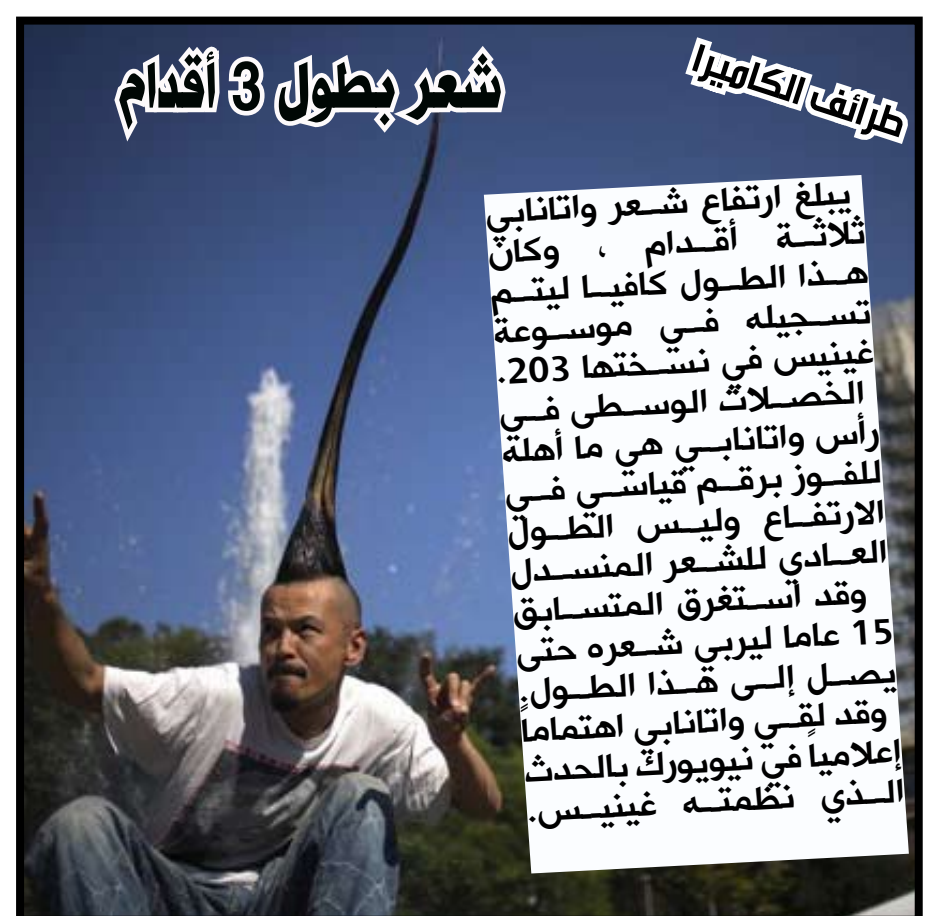 طرائف الكاميرا
شعر بطول 3 أقدام
يبلغ ارتفاع شعر واتانابي
ثلاثة أقدام ، وكان
هذا الطول كافيا ليتم
تسجيله في موسوعة
غينيس في نسختها 203.
الخصلات الوسطى في
رأس واتانابي هي ما أهلة
للفوز برقم قياسي في
الارتفاع وليس الطول
العادي للشعر المنسدل
وقد استغرق المتسابق
15 عاما ليربي شعره حتى
يصل إلى هذا الطول.
وقد لقي واتانابي اهتماماً
إعلامياً في نيويورك بالحدث
الذي نظمته غينيس.